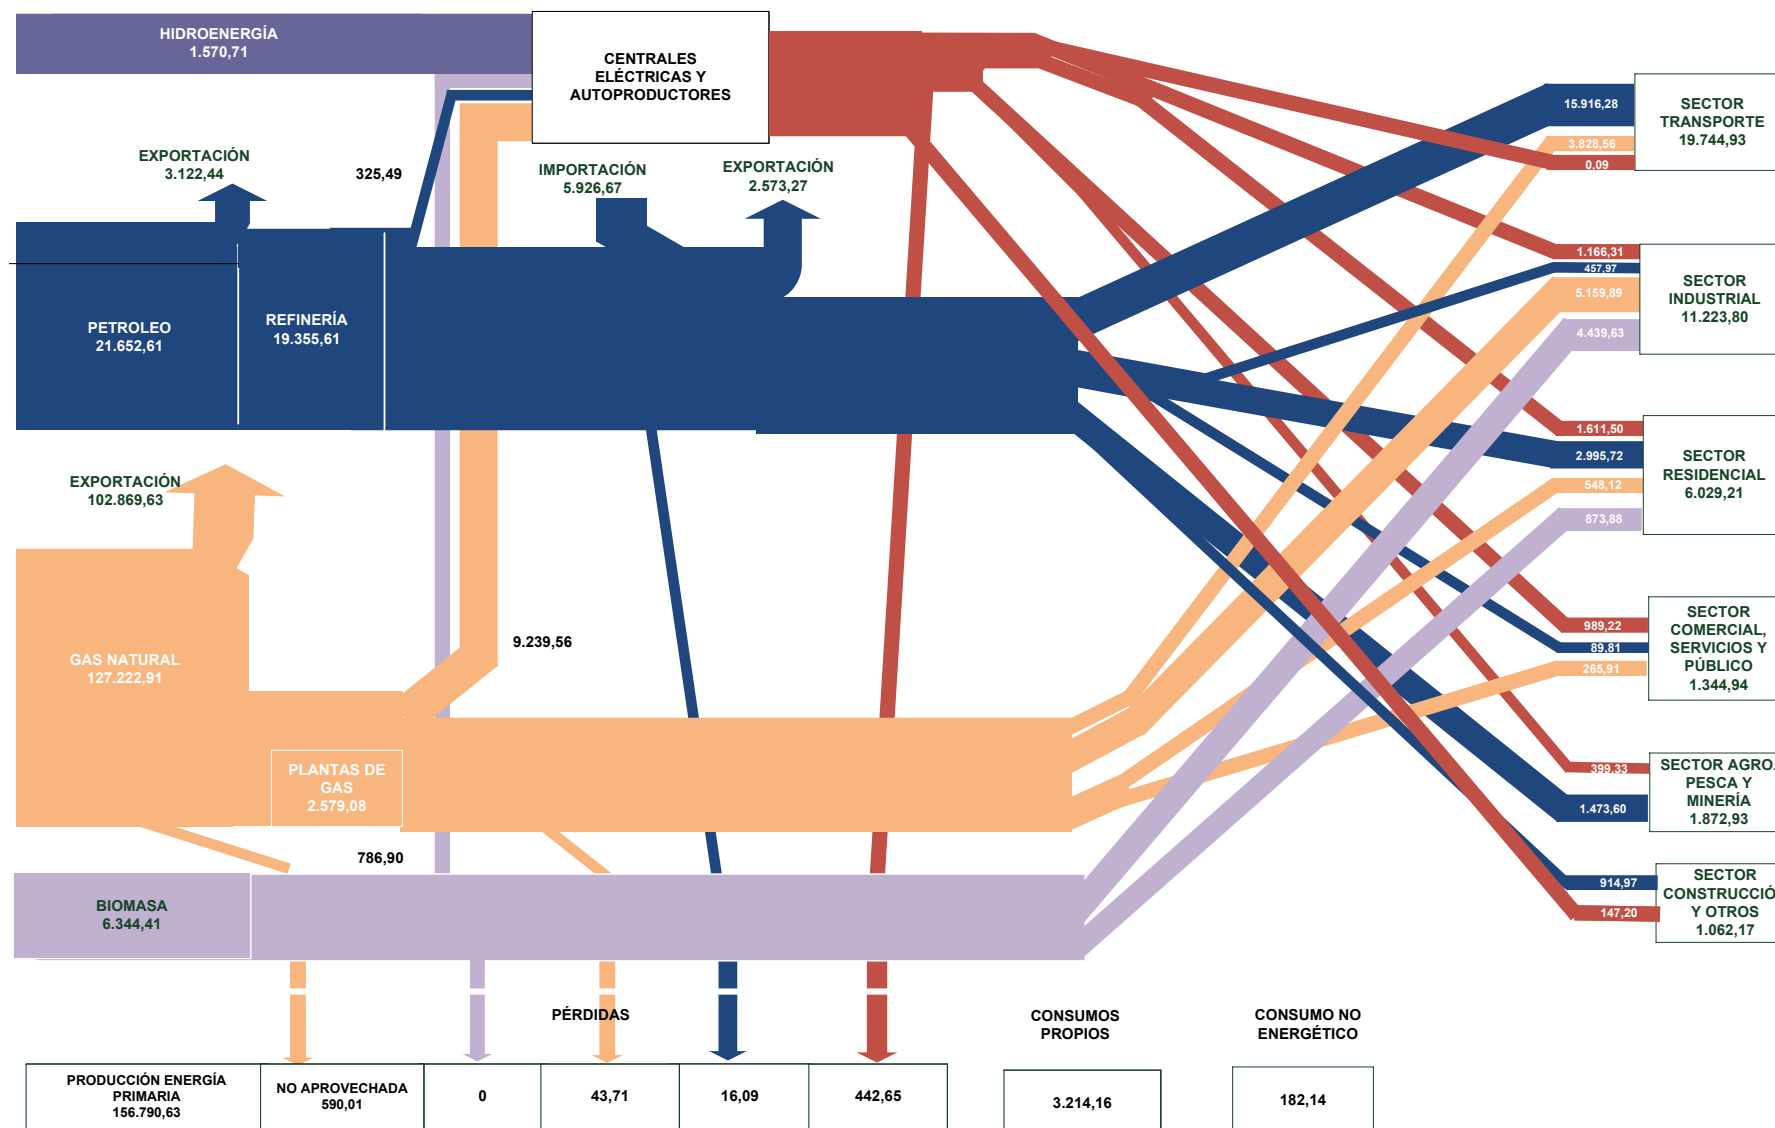 HIDROENERGÍA
1.570,71
CENTRALES
ELÉCTRICAS Y
AUTOPRODUCTORES
EXPORTACIÓN
3.122,44
325,49
IMPORTACIÓN
5.926,67
EXPORTACIÓN
2.573,27
PETROLEO
21.652,61
REFINERÍA
19.355,61
EXPORTACIÓN
102.869,63
GAS NATURAL
127.222,91
9.239,56
PLANTAS DE
GAS
2.579,08
786,90
BIOMASA
6.344,41
15.916,28
3.828,56
0,09
SECTOR
TRANSPORTE
19.744,93
1.166,31
457,97
5.159,89
4.439,63
SECTOR
INDUSTRIAL
11.223,80
1.611,50
2.995,72
548,12
873,88
SECTOR
RESIDENCIAL
6.029,21
989,22
89,81
265,91
SECTOR
COMERCIAL,
SERVICIOS Y
PÚBLICO
1.344,94
399,33
1.473,60
SECTOR AGRO.
PESCA Y
MINERÍA
1.872,93
914,97
147,20
SECTOR
CONSTRUCCIÓ
Y OTROS
1.062,17
PÉRDIDAS
CONSUMOS
PROPIOS
CONSUMO NO
ENERGÉTICO
PRODUCCIÓN ENERGÍA
PRIMARIA
156.790,63
NO APROVECHADA
590,01
0
43,71
16,09
442,65
3.214,16
182,14